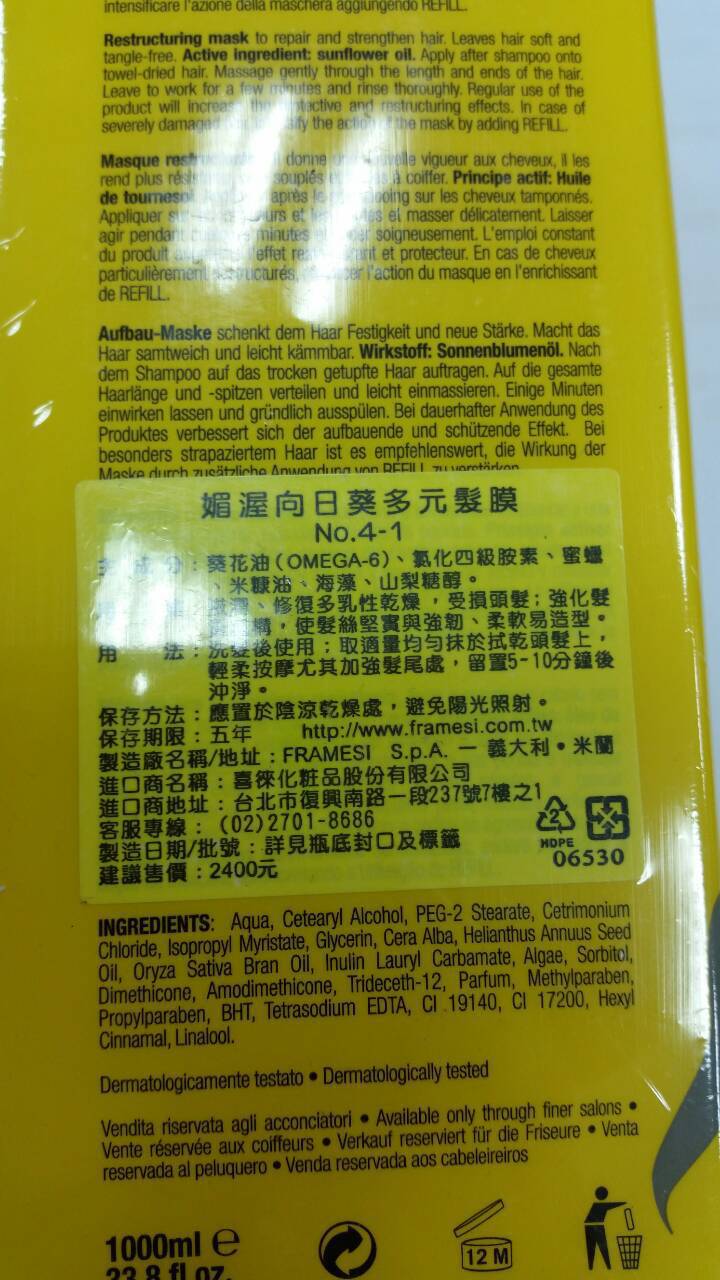 intensificare l'azione della maschera aggiungendo REFILL.
Restructuring mask to repair and strengthen hair. Leaves hair soft and
tangle-free. Active ingredient: sunflower oil. Apply after shampoo onto
towel-dried hair. Massage gently through the length and ends of the hair.
Leave to work for a few minutes and rinse thoroughly. Regular use of the
product will increase the protective and restructuring effects. In case of
severely damaged the action of the mask by adding REFILL.
Masque donne vigueur aux cheveux, il les
rend plus souples à coiffer. Principe actif: Huile
de tournesol. après le sur les cheveux tamponnés.
Appliquer et masser délicatement. Laisser
agir pendant minutes et soigneusement. L'emploi constant
du produit l'effet et protecteur. En cas de cheveux
particulièrement l'action du masque en l'enrichissant
de REFILL.
Aufbau-Maske schenkt dem Haar Festigkeit und neue Stärke. Macht das
Haar samtweich und leicht kämmbar. Wirkstoff: Sonnenblumenöl. Nach
dem Shampoo auf das trocken getupfte Haar auftragen. Auf die gesamte
Haarlänge und -spitzen verteilen und leicht einmassieren. Einige Minuten
einwirken lassen und gründlich ausspülen. Bei dauerhafter Anwendung des
Produktes verbessert sich der aufbauende und schützende Effekt. Bei
besonders strapaziertem Haar ist es empfehlenswert, die Wirkung der
Maske durch zusätzliche Anwendung von REFILL zu verstärken
媚渥向日葵多元髮膜
No.4-1
主 成 分：葵花油(OMEGA-6)、氯化四級胺素、蜜蠟
、米糠油、海藻、山梨糖醇。
、修復多乳性乾燥，受損頭髮；強化髮
，使髮絲堅實與強韌、柔軟易造型。
用 法：洗髮後使用；取適量均勻抹於拭乾頭髮上，
輕柔按摩尤其加強髮尾處，留置5-10分鐘後
沖淨。
保存方法：應置於陰涼乾燥處，避免陽光照射。
保存期限：五年 http://www.framesi.com.tw
製造廠名稱/地址：FRAMESI S.p.A. 一 義大利•米蘭
進口商名稱：喜徠化粧品股份有限公司
進口商地址：台北市復興南路一段237號7樓之1
客服專線：(02)2701-8686
製造日期/批號：詳見瓶底封口及標籤
建議售價：2400元
2
HDPE
06530
INGREDIENTS: Aqua, Cetearyl Alcohol, PEG-2 Stearate, Cetrimonium
Chloride, Isopropyl Myristate, Glycerin, Cera Alba, Helianthus Annuus Seed
Oil, Oryza Sativa Bran Oil, Inulin Lauryl Carbamate, Algae, Sorbitol,
Dimethicone, Amodimethicone, Trideceth-12, Parfum, Methylparaben,
Propylparaben, BHT, Tetrasodium EDTA, CI 19140, CI 17200, Hexyl
Cinnamal, Linalool.
Dermatologicamente testato • Dermatologically tested
Vendita riservata agli acconciatori • Available only through finer salons •
Vente réservée aux coiffeurs • Verkauf reserviert für die Friseure • Venta
reservada al peluquero • Venda reservada aos cabeleireiros
1000ml e
33.8 fl.oz.
12 M